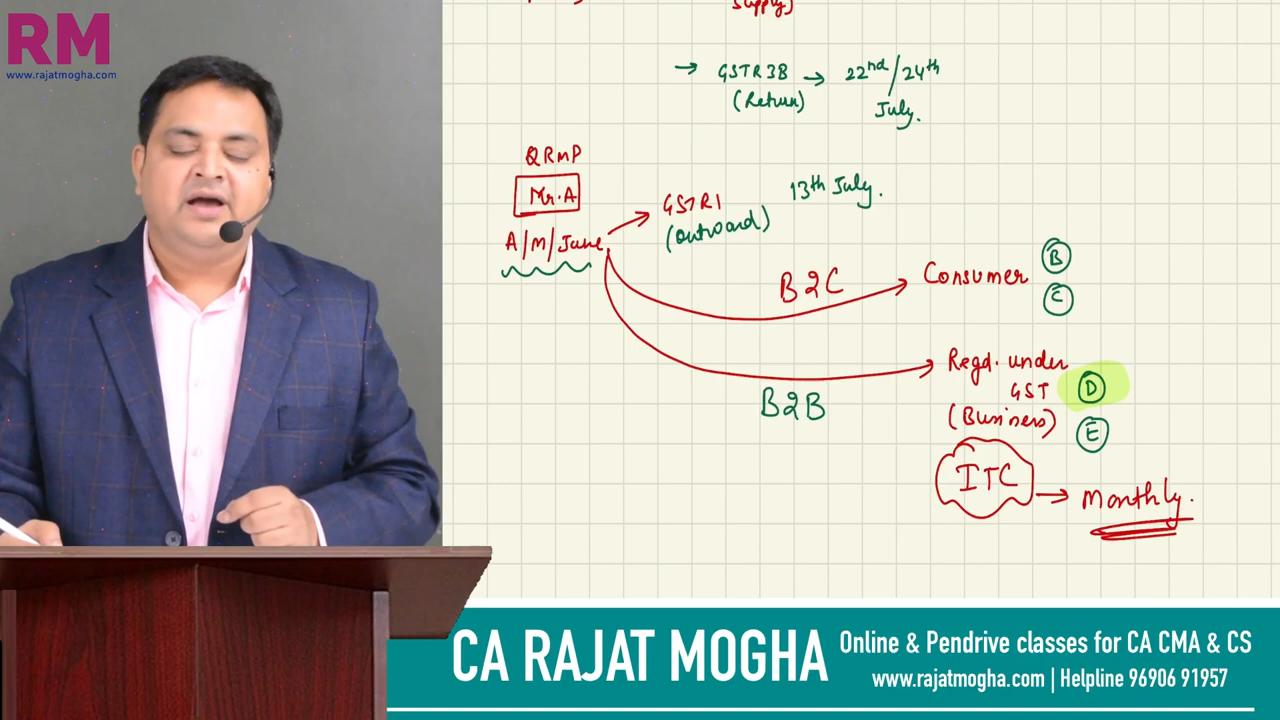 RM
www.rajatmogha.com
supply)
→ GSTR3B → 22nd/24th
(Return) July.
QRMP
Mr. A
A/M/June
GSTR1 13th July.
(Outward)
B2C
Consumer B
C
B2B
Regd. under
GST D
(Business) E
ITC → Monthly.
CA RAJAT MOGHA
Online & Pendrive classes for CA CMA & CS
www.rajatmogha.com | Helpline 96906 91957